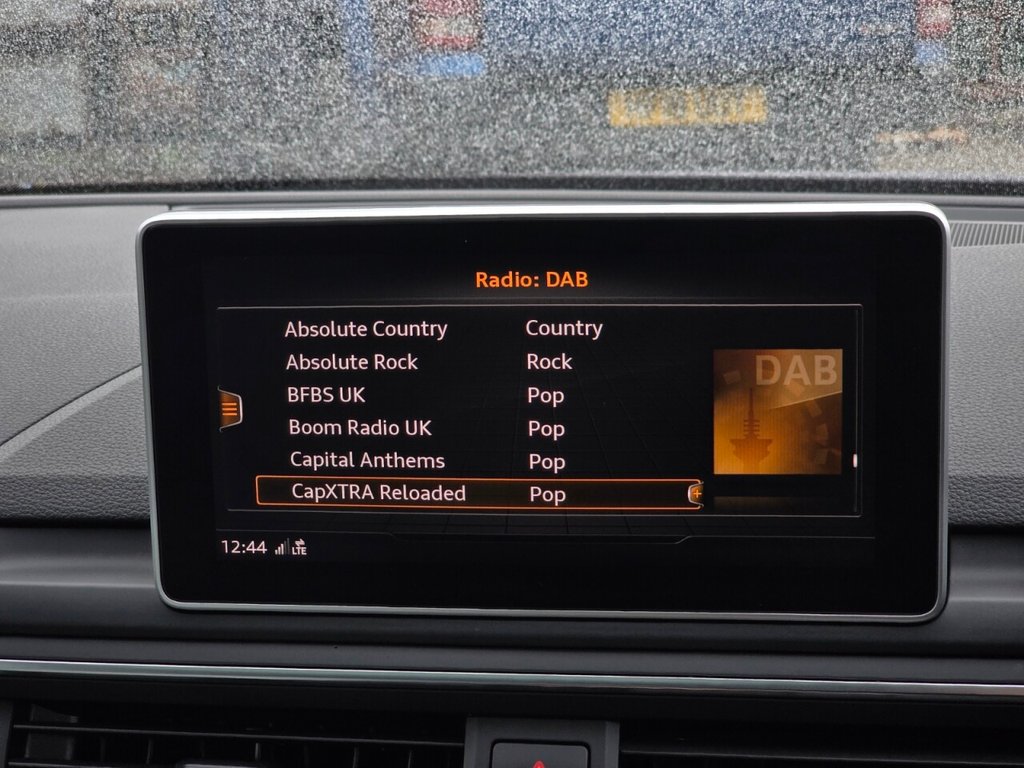 Radio: DAB
Absolute Country Country
Absolute Rock Rock
BFBS UK Pop
Boom Radio UK Pop
Capital Anthems Pop
CapXTRA Reloaded Pop
DAB
12:44 LTE